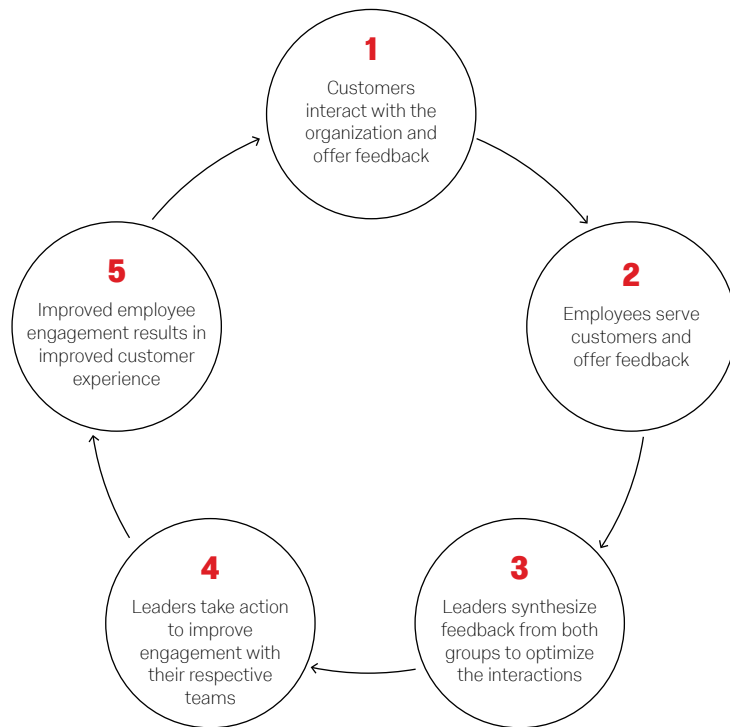 1
Customers
interact with the
organization and
offer feedback
2
Employees serve
customers and
offer feedback
3
Leaders synthesize
feedback from both
groups to optimize
the interactions
4
Leaders take action
to improve
engagement with
their respective
teams
5
Improved employee
engagement results in
improved customer
experience